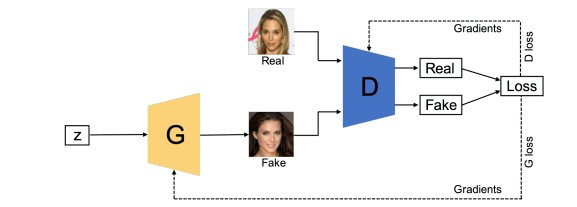 Gradients
D loss
Real
Real
D
Loss
Fake
z
G
Fake
G loss
Gradients